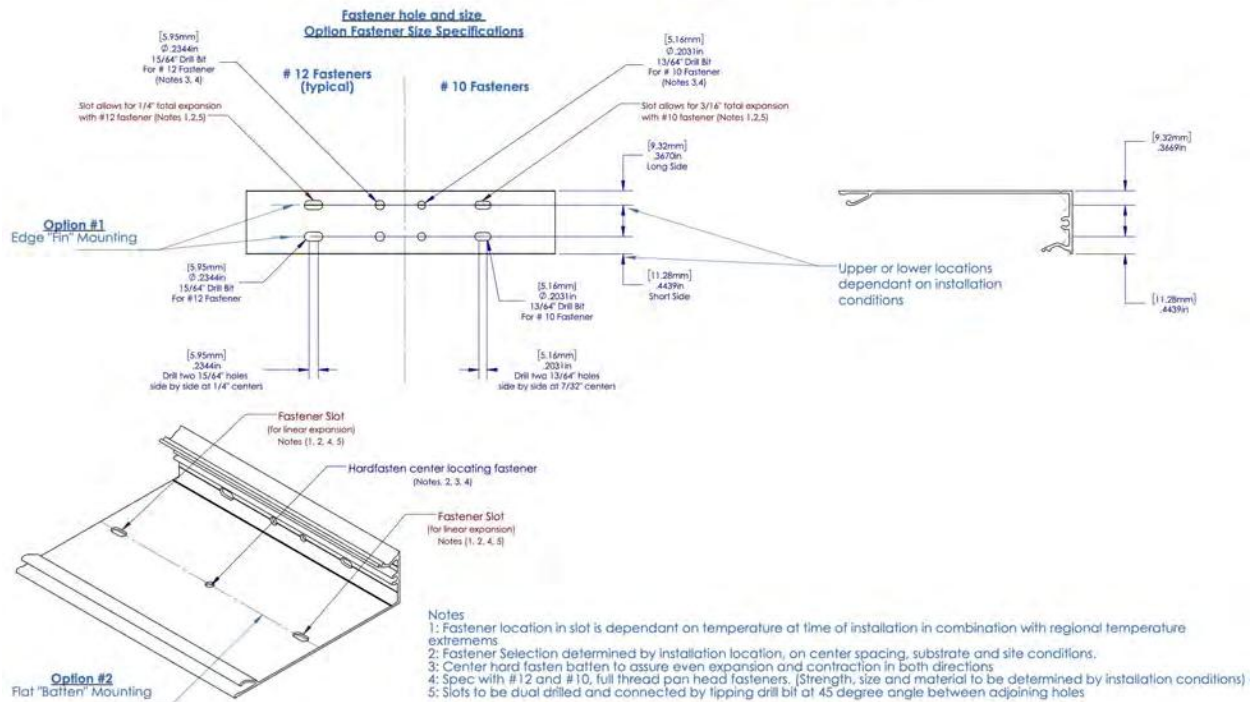 Fastener hole and size
Option Fastener Size Specifications
[5.95mm]
Ø.2344in
15/64" Drill Bit
For # 12 Fastener
(Notes 3, 4)
# 12 Fasteners
(typical)
# 10 Fasteners
[5.16mm]
Ø.2031in
13/64" Drill Bit
For # 10 Fastener
(Notes 3,4)
Slot allows for 1/4" total expansion
with #12 fastener (Notes 1,2,5)
Slot allows for 3/16" total expansion
with #10 fastener (Notes 1,2,5)
[9.32mm]
.3670in
Long Side
[9.32mm]
.3669in
Option #1
Edge "Fin" Mounting
[5.95mm]
Ø.2344in
15/64" Drill Bit
For #12 Fastener
[5.16mm]
Ø.2031in
13/64" Drill Bit
For # 10 Fastener
[11.28mm]
.4439in
Short Side
Upper or lower locations
dependant on installation
conditions
[11.28mm]
.4439in
[5.95mm]
.2344in
Drill two 15/64" holes
side by side at 1/4" centers
[5.16mm]
.2031in
Drill two 13/64" holes
side by side at 7/32" centers
Fastener Slot
(for linear expansion)
Notes (1, 2, 4, 5)
Hardfasten center locating fastener
(Notes, 2, 3, 4)
Fastener Slot
(for linear expansion)
Notes (1, 2, 4, 5)
Option #2
Flat "Batten" Mounting
Notes
1: Fastener location in slot is dependant on temperature at time of installation in combination with regional temperature
extremems
2: Fastener Selection determined by installation location, on center spacing, substrate and site conditions.
3: Center hard fasten batten to assure even expansion and contraction in both directions
4: Spec with #12 and #10, full thread pan head fasteners. (Strength, size and material to be determined by installation conditions)
5: Slots to be dual drilled and connected by tipping drill bit at 45 degree angle between adjoining holes